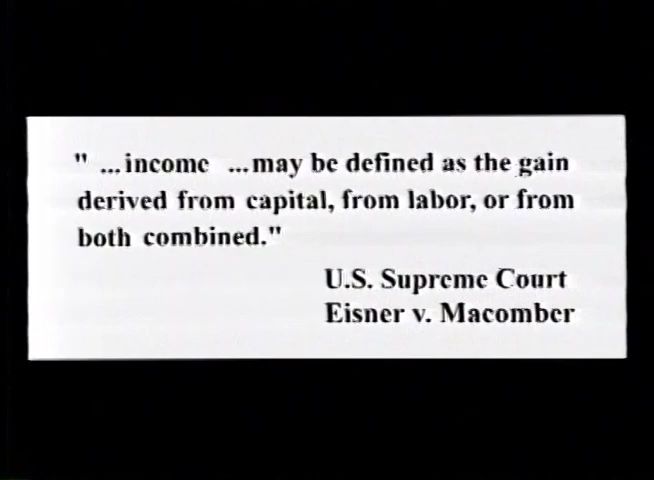 " ...income ...may be defined as the gain
derived from capital, from labor, or from
both combined."
U.S. Supreme Court
Eisner v. Macomber